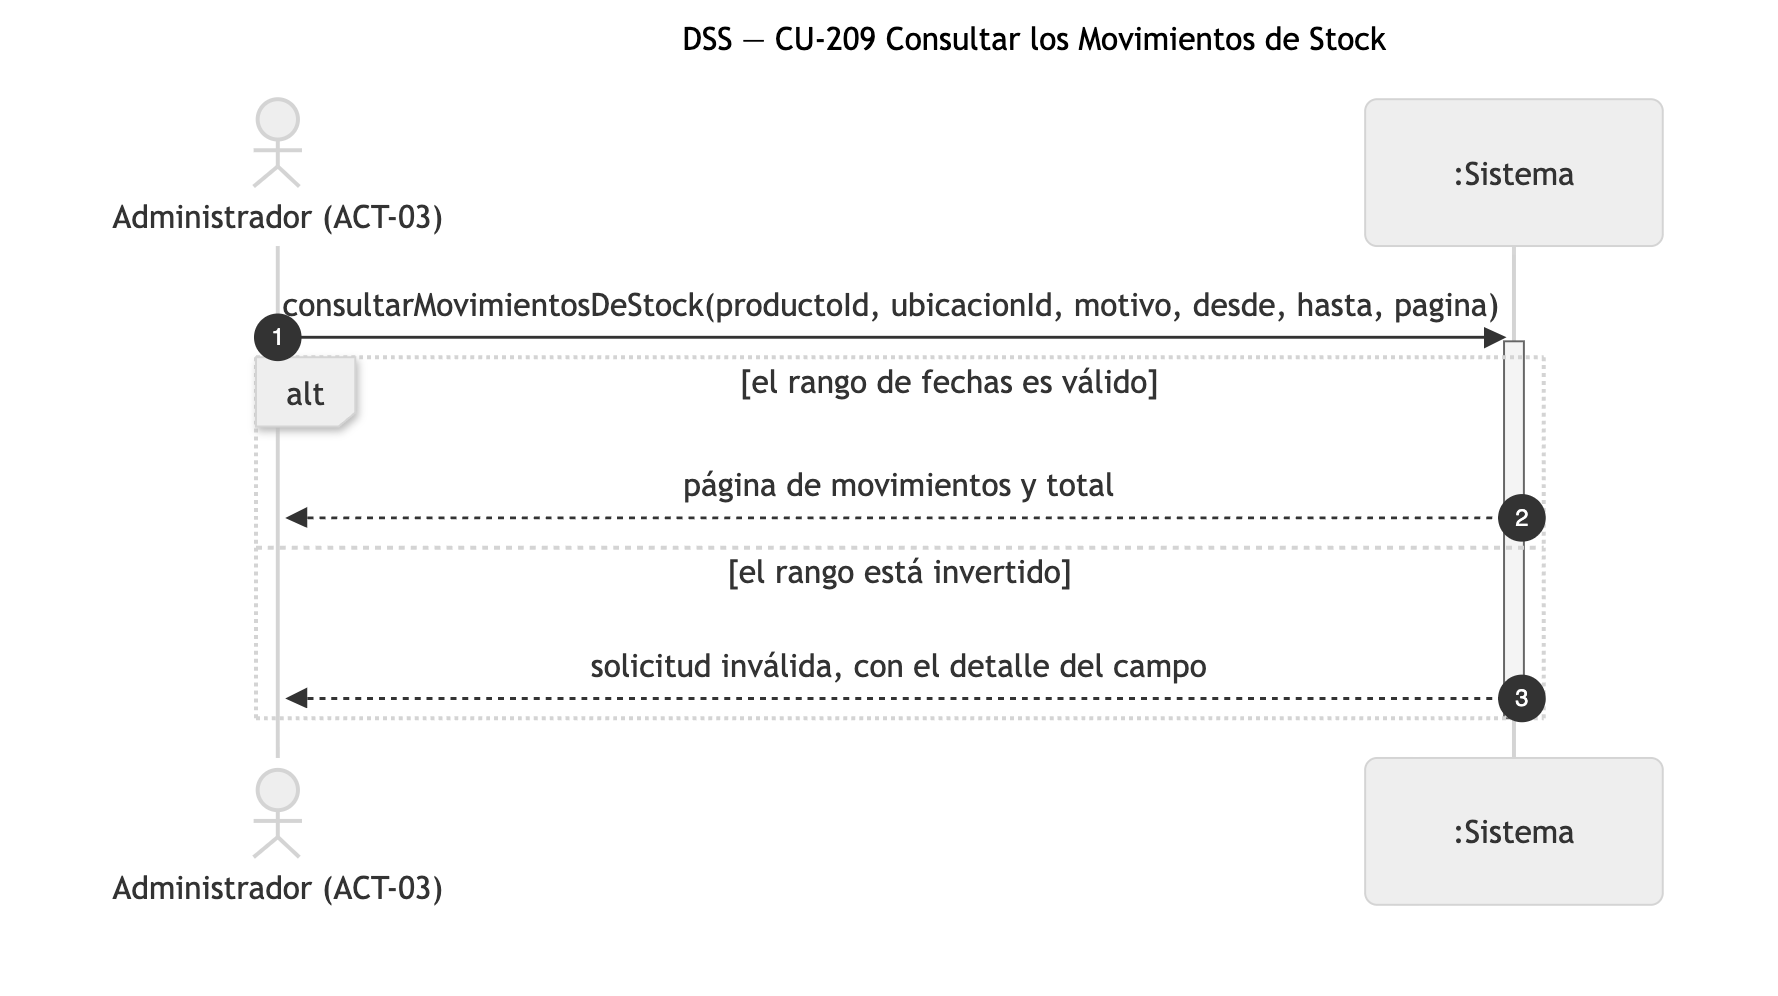 DSS — CU-209 Consultar los Movimientos de Stock
Administrador (ACT-03)
:Sistema
consultarMovimientosDeStock(productoId, ubicacionId, motivo, desde, hasta, pagina)
1
alt
[el rango de fechas es válido]
página de movimientos y total
2
[el rango está invertido]
solicitud inválida, con el detalle del campo
3
Administrador (ACT-03)
:Sistema